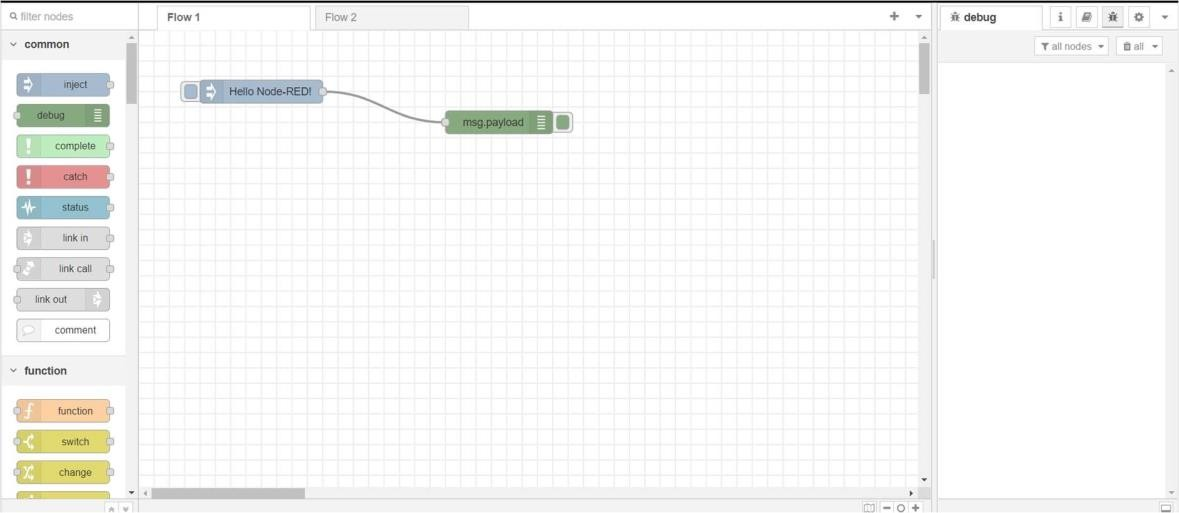 filter nodes
Flow 1
Flow 2
debug
i
all nodes
all
common
inject
debug
complete
catch
status
link in
link call
link out
comment
function
function
switch
change
Hello Node-RED!
msg.payload